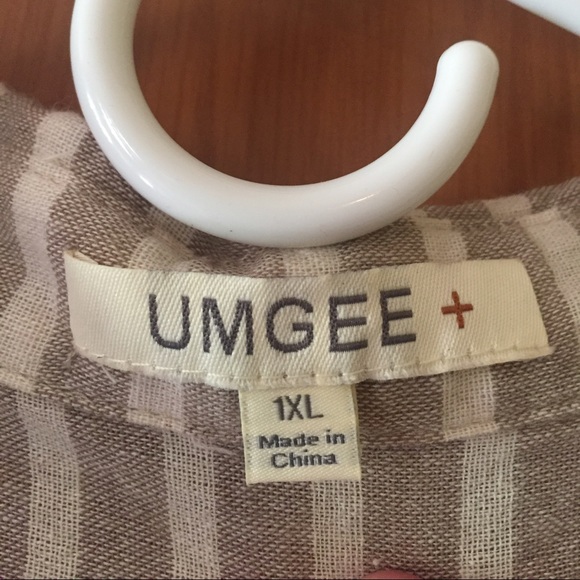 UMGEE +
1XL
Made in
China